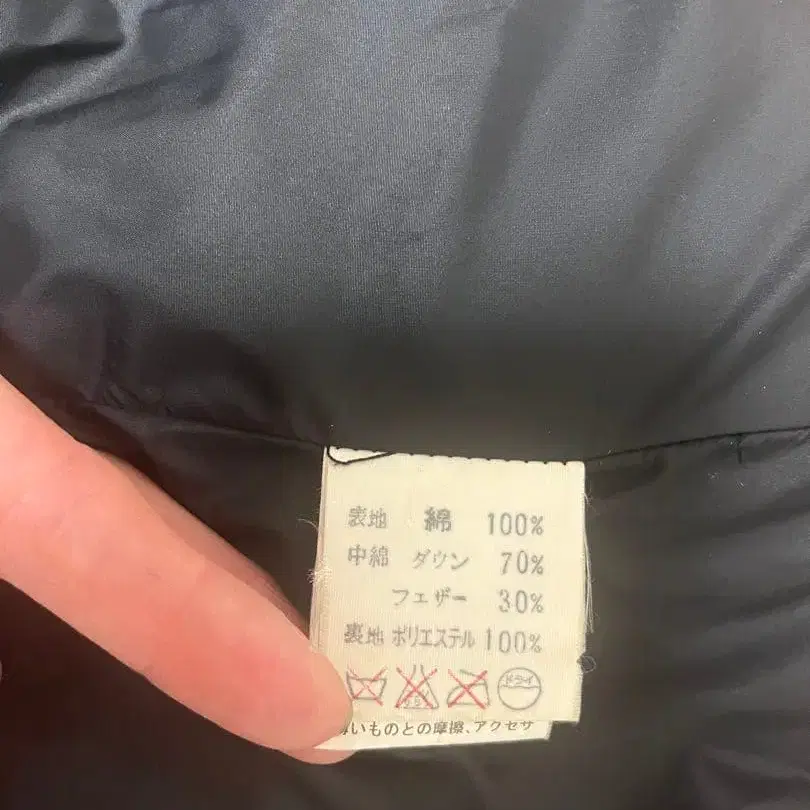 表地 綿 100%
中綿 ダウン 70%
フェザー 30%
裏地 ポリエステル 100%
ドライ
いものとの摩擦、アクセサ